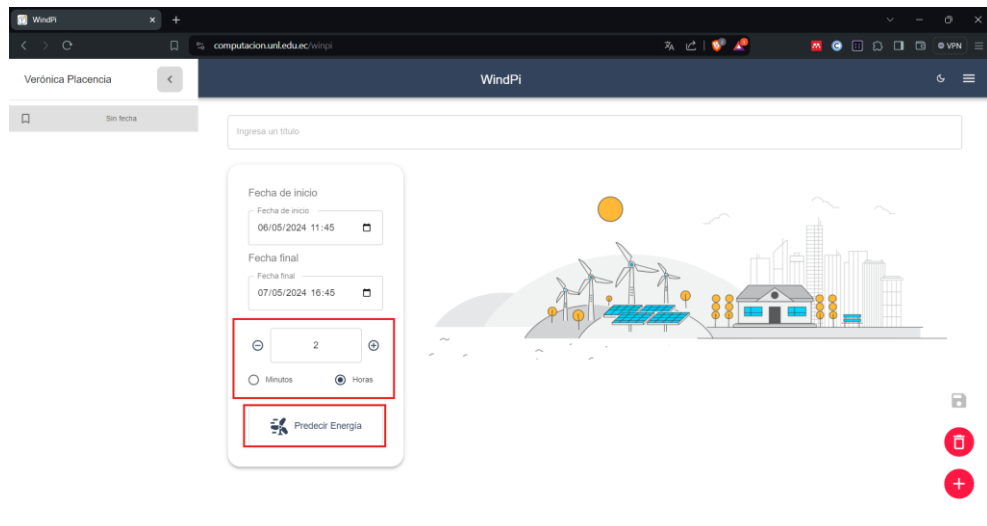 WindPi
computacion.unl.edu.ec/winpi
VPN
Verónica Placencia
WindPi
Sin fecha
Ingresa un título
Fecha de inicio
Fecha de inicio
06/05/2024 11:45
Fecha final
Fecha final
07/05/2024 16:45
2
Minutos
Horas
Predecir Energía